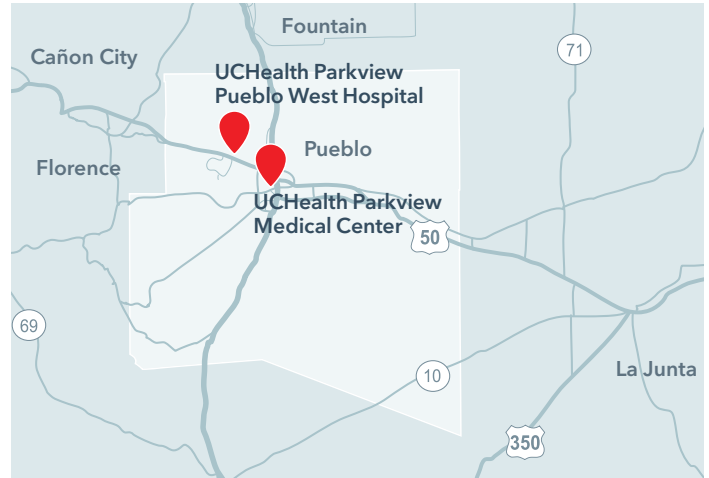 Fountain
71
Cañon City
UCHealth Parkview
Pueblo West Hospital
Pueblo
Florence
UCHealth Parkview
Medical Center
50
69
10
La Junta
350